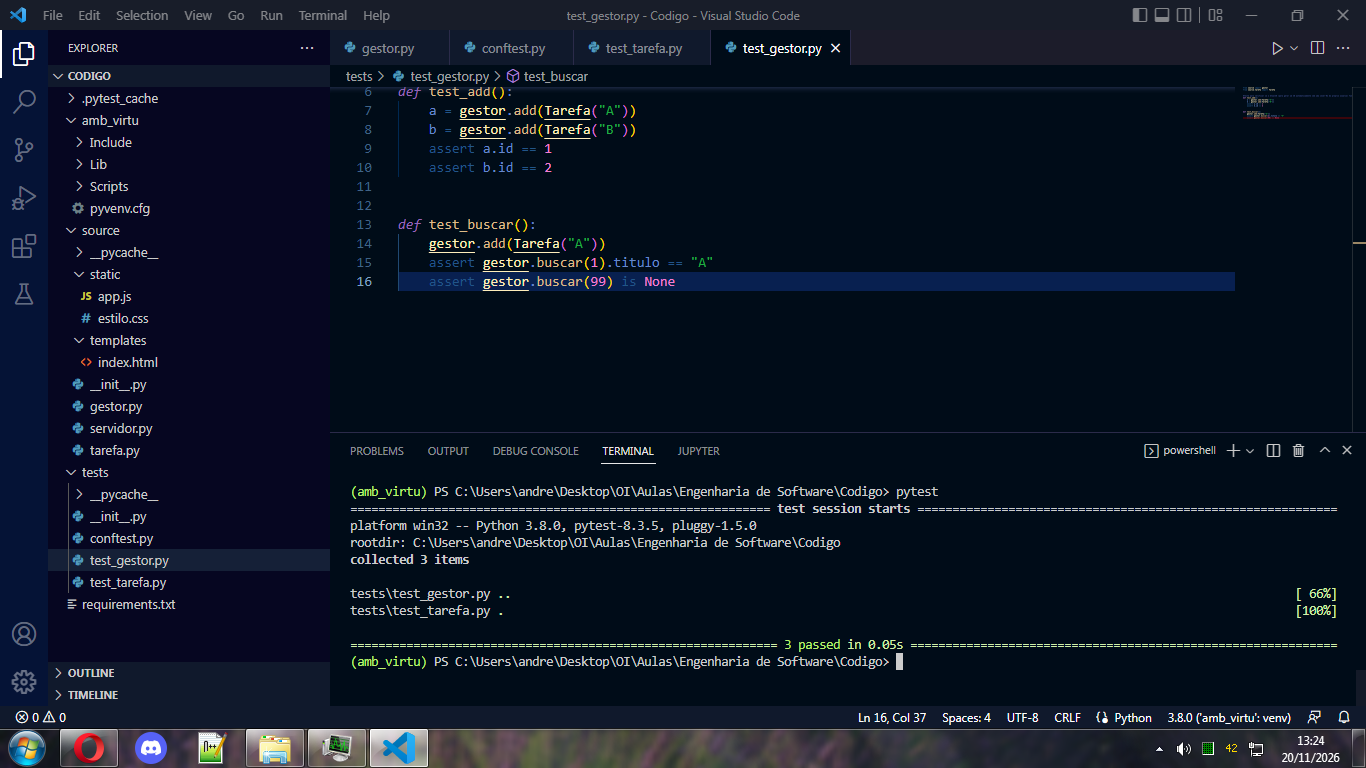 File Edit Selection View Go Run Terminal Help test_gestor.py - Codigo - Visual Studio Code
EXPLORER
CODIGO
.pytest_cache
amb_virtu
Include
Lib
Scripts
pyvenv.cfg
source
__pycache__
static
JS app.js
# estilo.css
templates
<> index.html
__init__.py
gestor.py
servidor.py
tarefa.py
tests
__pycache__
__init__.py
conftest.py
test_gestor.py
test_tarefa.py
requirements.txt
OUTLINE
TIMELINE
gestor.py conftest.py test_tarefa.py test_gestor.py
tests > test_gestor.py > test_buscar
6 def test_add():
7 a = gestor.add(Tarefa("A"))
8 b = gestor.add(Tarefa("B"))
9 assert a.id == 1
10 assert b.id == 2
11
12
13 def test_buscar():
14 gestor.add(Tarefa("A"))
15 assert gestor.buscar(1).titulo == "A"
16 assert gestor.buscar(99) is None
PROBLEMS OUTPUT DEBUG CONSOLE TERMINAL JUPYTER powershell
(amb_virtu) PS C:\Users\andre\Desktop\OI\Aulas\Engenharia de Software\Codigo> pytest
============================================================ test session starts ============================================================
platform win32 -- Python 3.8.0, pytest-8.3.5, pluggy-1.5.0
rootdir: C:\Users\andre\Desktop\OI\Aulas\Engenharia de Software\Codigo
collected 3 items
tests\test_gestor.py .. [ 66%]
tests\test_tarefa.py . [100%]
============================================================= 3 passed in 0.05s =============================================================
(amb_virtu) PS C:\Users\andre\Desktop\OI\Aulas\Engenharia de Software\Codigo>
0 0 Ln 16, Col 37 Spaces: 4 UTF-8 CRLF Python 3.8.0 ('amb_virtu': venv)
N++ 42 13:24
20/11/2026